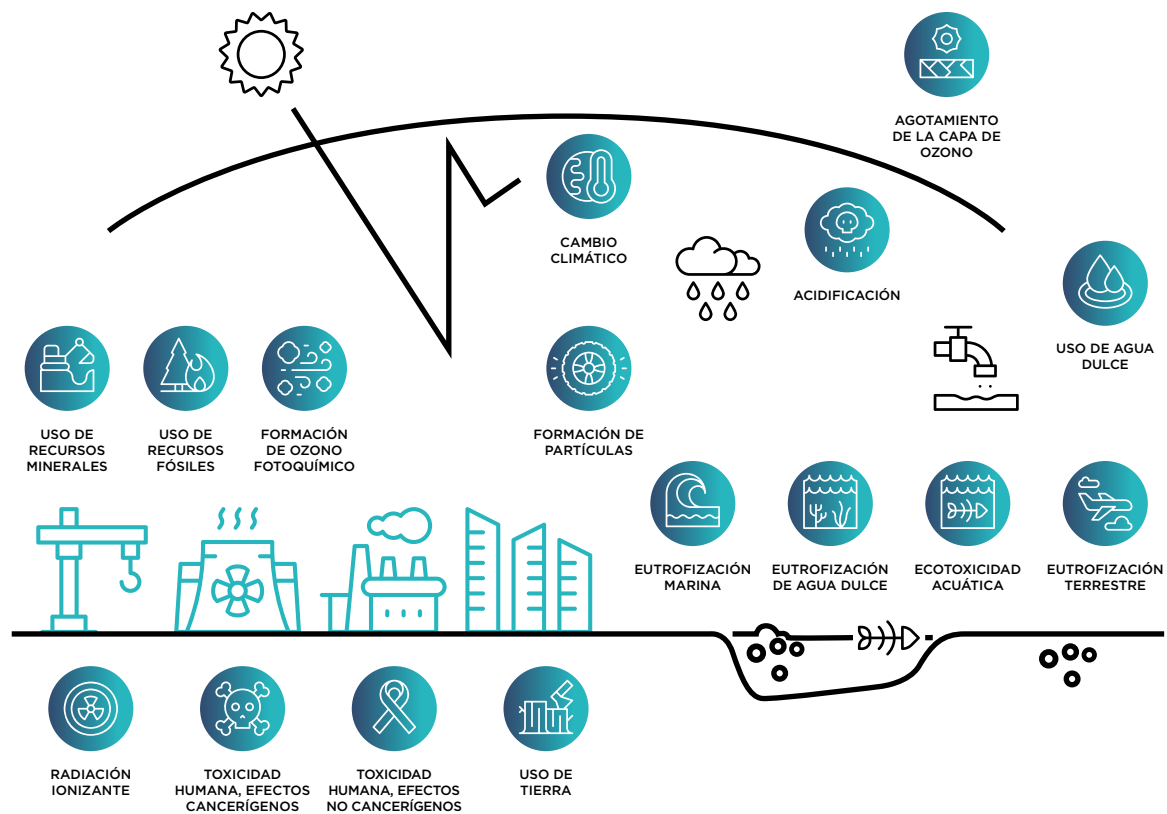 AGOTAMIENTO
DE LA CAPA DE
OZONO
CAMBIO
CLIMÁTICO
ACIDIFICACIÓN
USO DE AGUA
DULCE
USO DE
RECURSOS
MINERALES
USO DE
RECURSOS
FÓSILES
FORMACIÓN
DE OZONO
FOTOQUÍMICO
FORMACIÓN DE
PARTÍCULAS
EUTROFIZACIÓN
MARINA
EUTROFIZACIÓN
DE AGUA DULCE
ECOTOXICIDAD
ACUÁTICA
EUTROFIZACIÓN
TERRESTRE
RADIACIÓN
IONIZANTE
TOXICIDAD
HUMANA, EFECTOS
CANCERÍGENOS
TOXICIDAD
HUMANA, EFECTOS
NO CANCERÍGENOS
USO DE
TIERRA